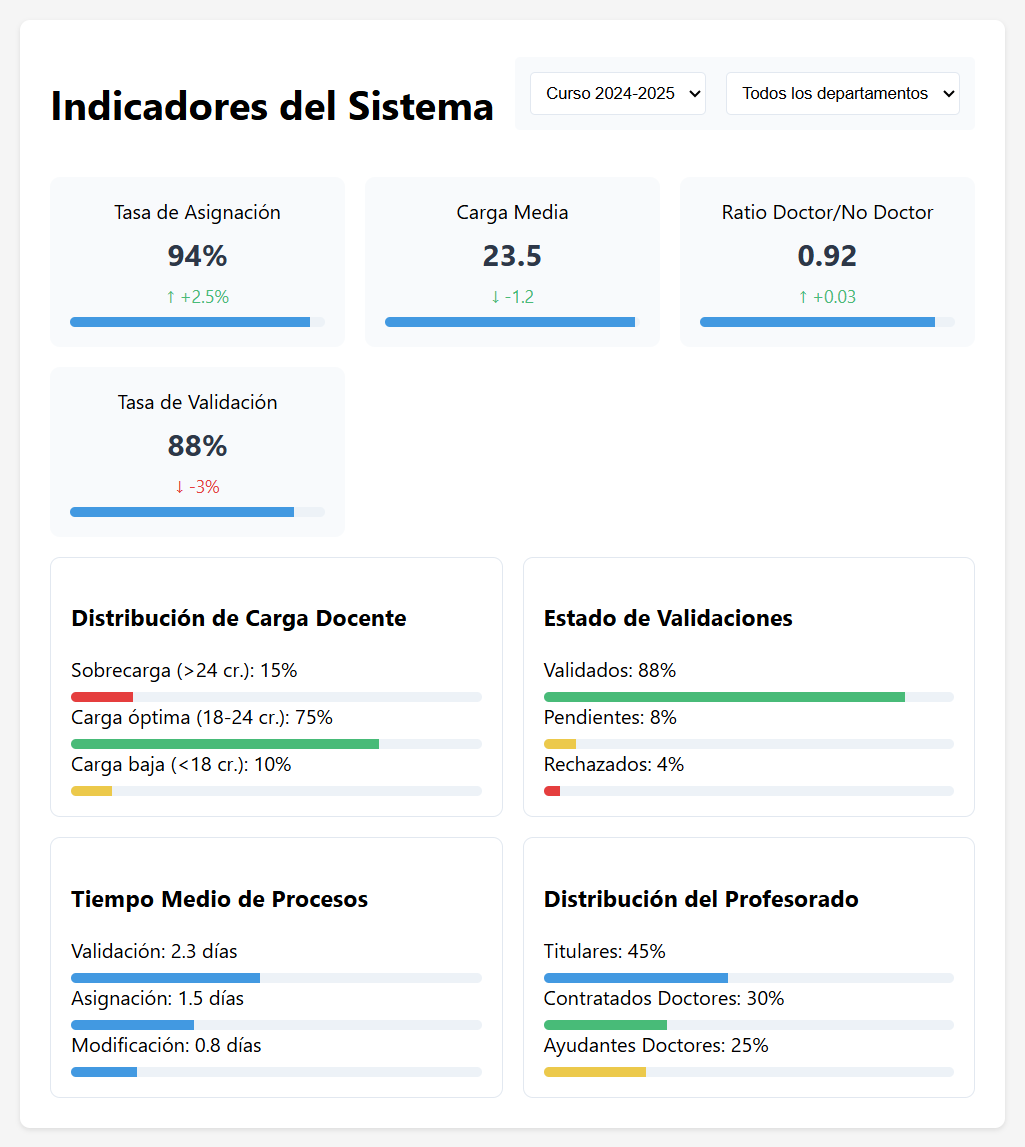 Indicadores del Sistema
Curso 2024-2025
Todos los departamentos
Tasa de Asignación
94%
↑ +2.5%
Carga Media
23.5
↓ -1.2
Ratio Doctor/No Doctor
0.92
↑ +0.03
Tasa de Validación
88%
↓ -3%
Distribución de Carga Docente
Sobrecarga (>24 cr.): 15%
Carga óptima (18-24 cr.): 75%
Carga baja (<18 cr.): 10%
Estado de Validaciones
Validados: 88%
Pendientes: 8%
Rechazados: 4%
Tiempo Medio de Procesos
Validación: 2.3 días
Asignación: 1.5 días
Modificación: 0.8 días
Distribución del Profesorado
Titulares: 45%
Contratados Doctores: 30%
Ayudantes Doctores: 25%